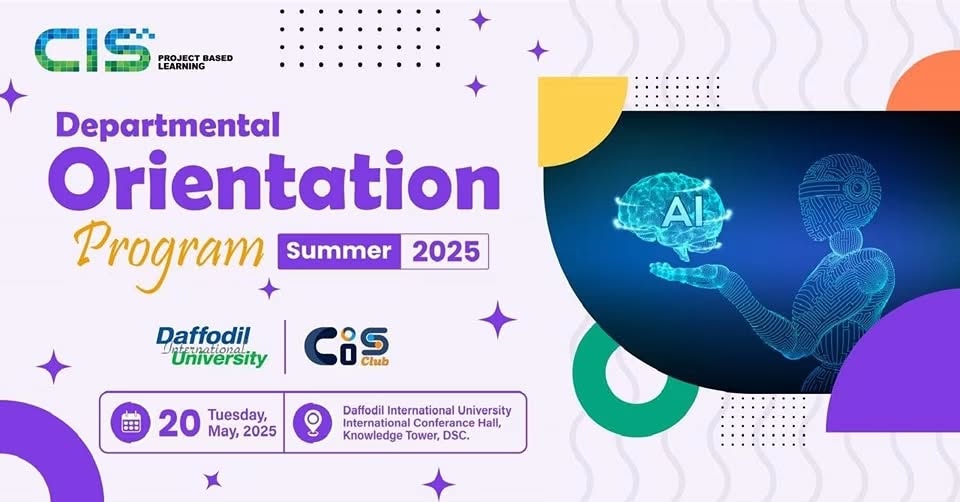 CIS PROJECT BASED
LEARNING
Departmental
Orientation
Program Summer 2025
AI
Daffodil
International
University
CiS
Club
20 Tuesday,
May, 2025
Daffodil International University
International Conferance Hall,
Knowledge Tower, DSC.